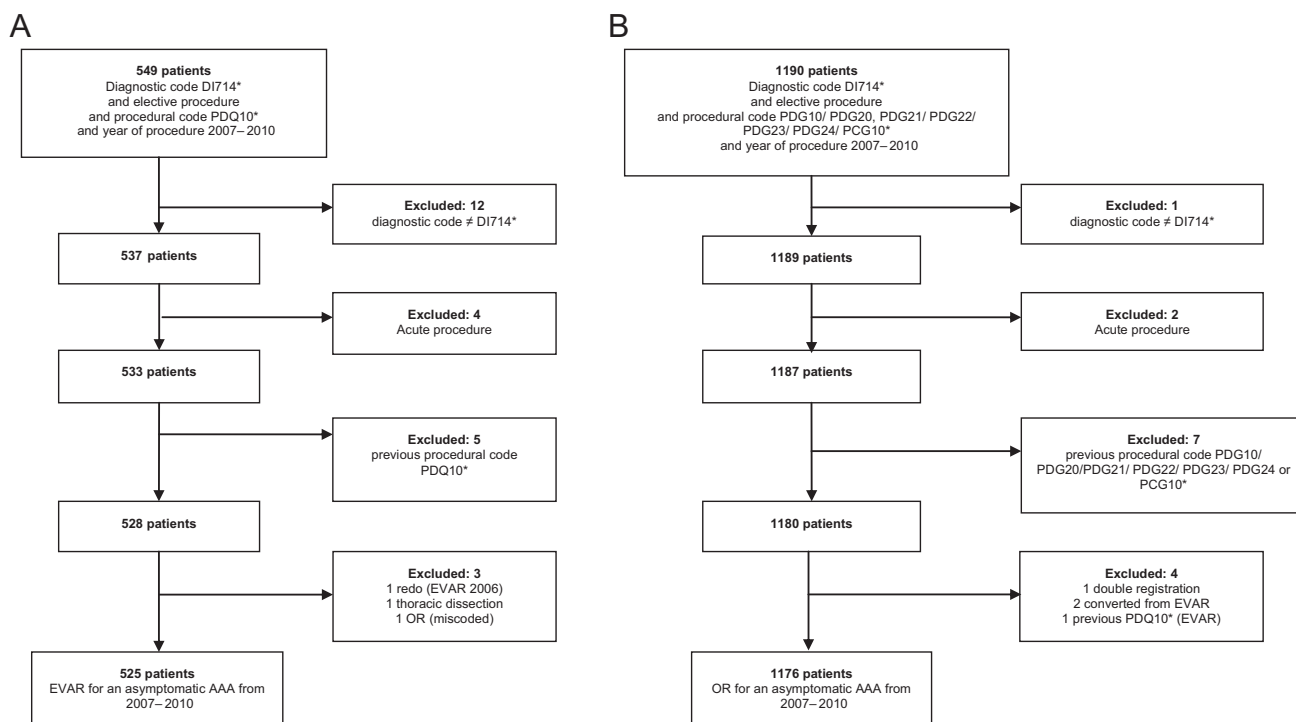 A
549 patients
Diagnostic code DI714*
and elective procedure
and procedural code PDQ10*
and year of procedure 2007–2010
Excluded: 12
diagnostic code ≠ DI714*
537 patients
Excluded: 4
Acute procedure
533 patients
Excluded: 5
previous procedural code
PDQ10*
528 patients
Excluded: 3
1 redo (EVAR 2006)
1 thoracic dissection
1 OR (miscoded)
525 patients
EVAR for an asymptomatic AAA from
2007–2010
B
1190 patients
Diagnostic code DI714*
and elective procedure
and procedural code PDG10/ PDG20, PDG21/ PDG22/
PDG23/ PDG24/ PCG10*
and year of procedure 2007–2010
Excluded: 1
diagnostic code ≠ DI714*
1189 patients
Excluded: 2
Acute procedure
1187 patients
Excluded: 7
previous procedural code PDG10/
PDG20/PDG21/ PDG22/ PDG23/ PDG24 or
PCG10*
1180 patients
Excluded: 4
1 double registration
2 converted from EVAR
1 previous PDQ10* (EVAR)
1176 patients
OR for an asymptomatic AAA from
2007–2010